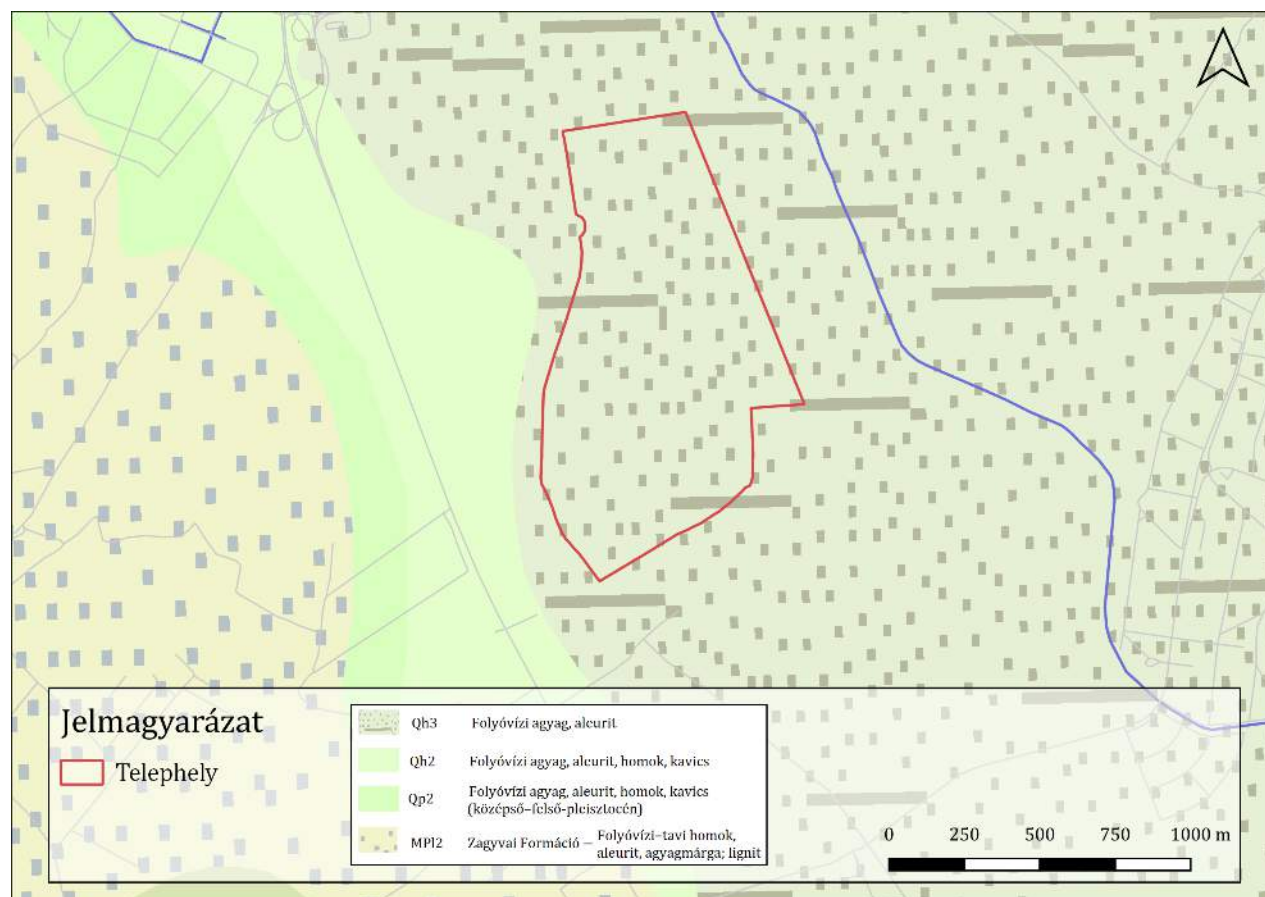 Jelmagyarázat
Telephely
Qh3 Folyóvízi agyag, aleurit
Qh2 Folyóvízi agyag, aleurit, homok, kavics
Qp2 Folyóvízi agyag, aleurit, homok, kavics
(középső–felső-pleisztocén)
MPl2 Zagyvai Formáció — Folyóvízi–tavi homok,
aleurit, agyagmárga; lignit
0 250 500 750 1000 m